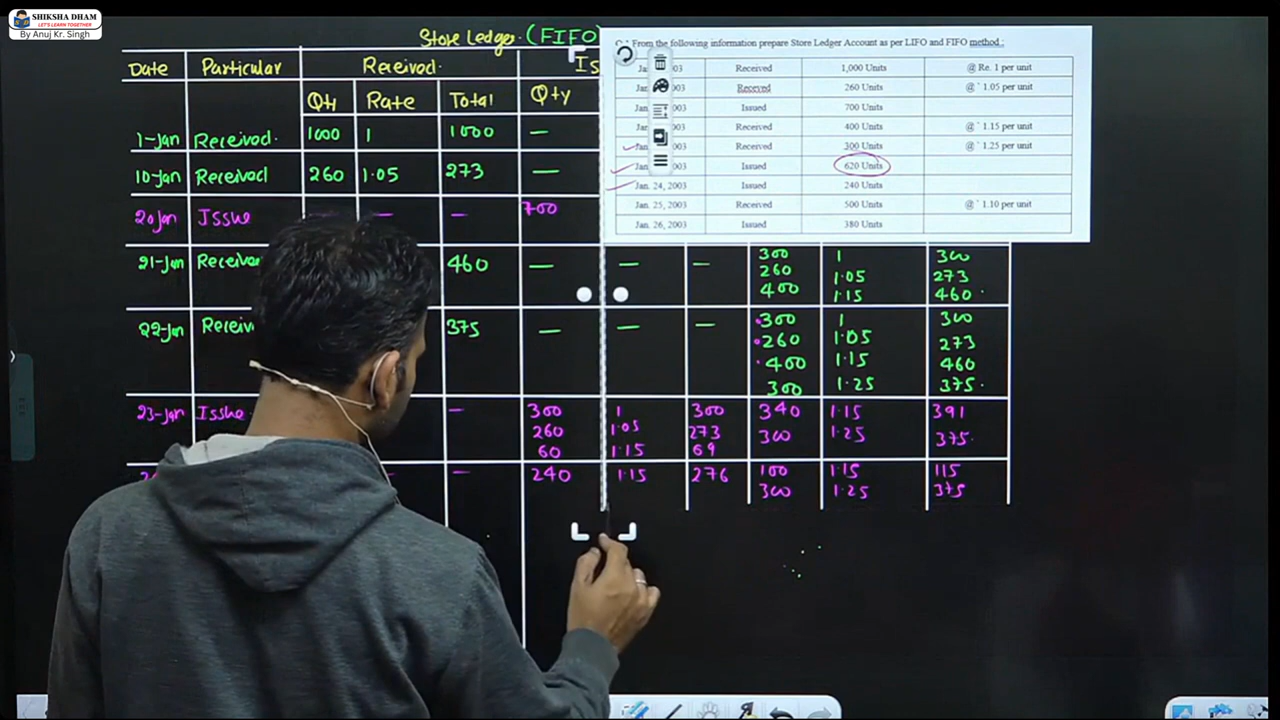 SHIKSHA DHAM
LET'S LEARN TOGETHER
By Anuj Kr. Singh
Store Ledger (FIFO)
From the following information prepare Store Ledger Account as per LIFO and FIFO method :
Received 1,000 Units @ Re. 1 per unit
Receved 260 Units @ ` 1.05 per unit
Issued 700 Units
Received 400 Units @ ` 1.15 per unit
Received 300 Units @ ` 1.25 per unit
Issued 620 Units
Jan. 24, 2003 Issued 240 Units
Jan. 25, 2003 Received 500 Units @ ` 1.10 per unit
Jan. 26, 2003 Issued 380 Units
Date Particular Received Is
Qty Rate Total Qty
1-Jan Received. 1000 1 1000 —
10-Jan Received 260 1.05 273 —
20Jan Isshe — — — 700
21-Jan Receive 460 — — — 300 1 300
260 1.05 273
400 1.15 460
22-Jan Receiv 375 — — — 300 1 300
260 1.05 273
400 1.15 460
300 1.25 375
23-Jan Isshe — 300 1 300 340 1.15 391
260 1.05 273 300 1.25 375
60 1.15 69
— — 240 1.15 276 100 1.15 115
300 1.25 375